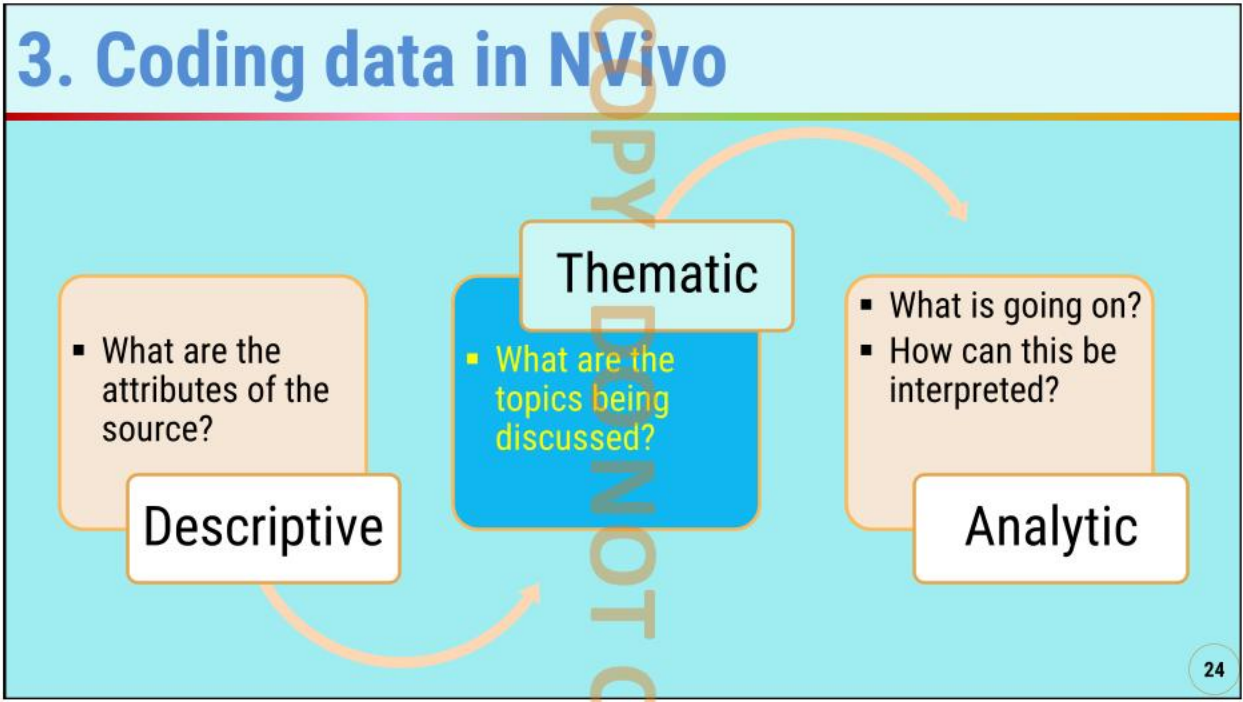 3. Coding data in NVivo
▪ What are the
attributes of the
source?
Descriptive
Thematic
▪ What are the
topics being
discussed?
▪ What is going on?
▪ How can this be
interpreted?
Analytic
COPY DO NOT C
24